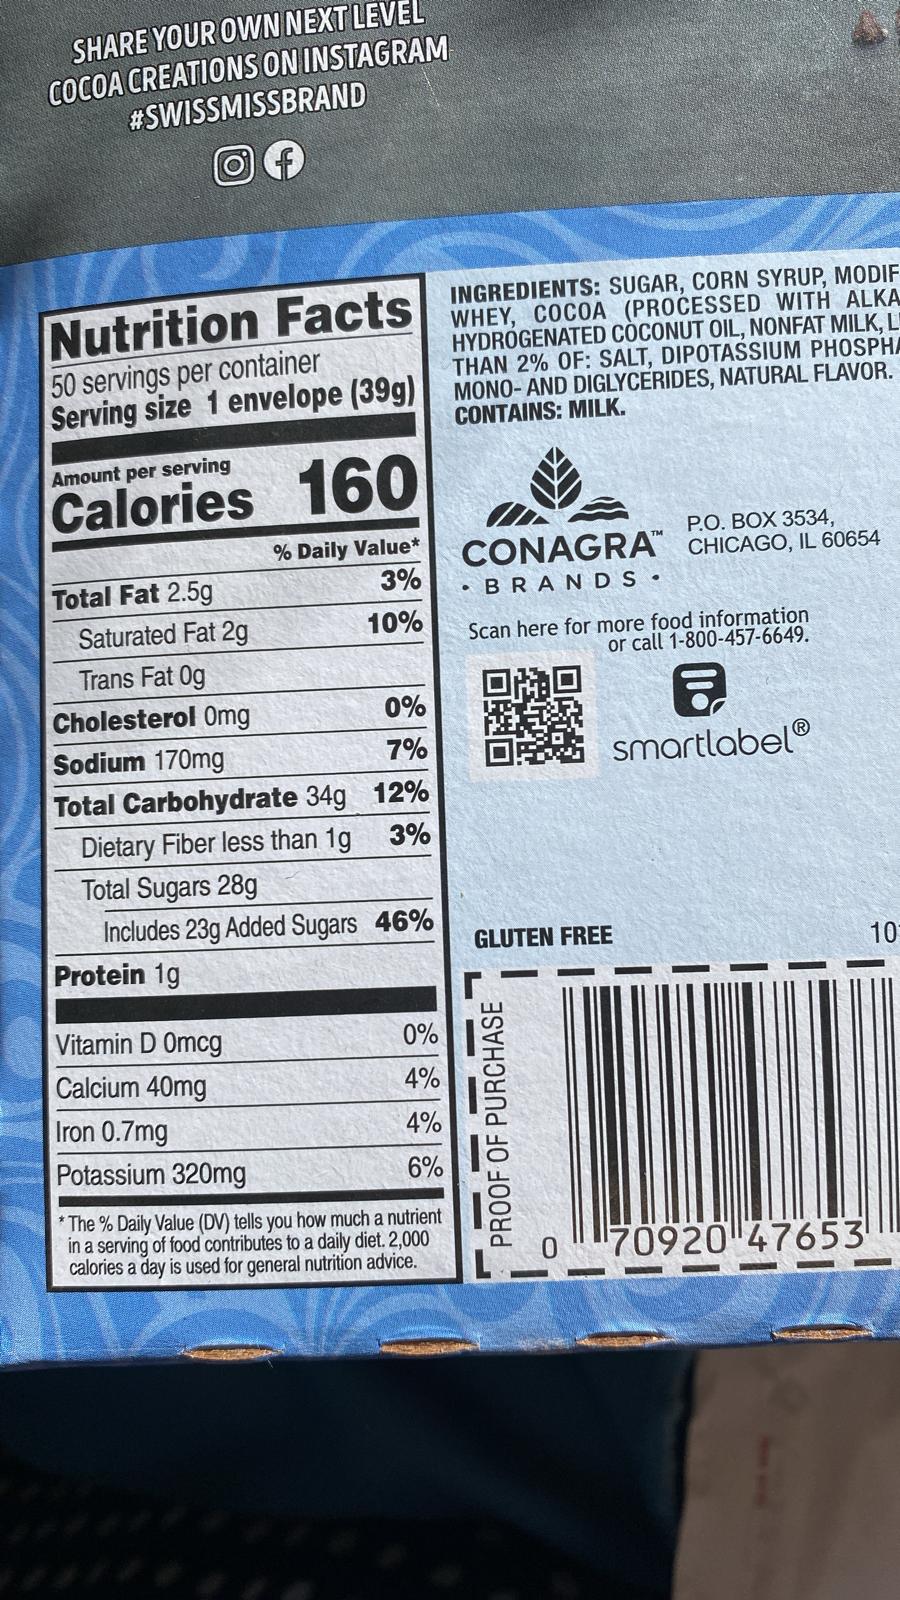 SHARE YOUR OWN NEXT LEVEL
COCOA CREATIONS ON INSTAGRAM
#SWISSMISSBRAND
Nutrition Facts
50 servings per container
Serving size 1 envelope (39g)
Amount per serving
Calories 160
% Daily Value*
Total Fat 2.5g 3%
Saturated Fat 2g 10%
Trans Fat 0g
Cholesterol 0mg 0%
Sodium 170mg 7%
Total Carbohydrate 34g 12%
Dietary Fiber less than 1g 3%
Total Sugars 28g
Includes 23g Added Sugars 46%
Protein 1g
Vitamin D 0mcg 0%
Calcium 40mg 4%
Iron 0.7mg 4%
Potassium 320mg 6%
* The % Daily Value (DV) tells you how much a nutrient
in a serving of food contributes to a daily diet. 2,000
calories a day is used for general nutrition advice.
INGREDIENTS: SUGAR, CORN SYRUP, MODIF
WHEY, COCOA (PROCESSED WITH ALKA
HYDROGENATED COCONUT OIL, NONFAT MILK, L
THAN 2% OF: SALT, DIPOTASSIUM PHOSPHA
MONO- AND DIGLYCERIDES, NATURAL FLAVOR.
CONTAINS: MILK.
CONAGRA™
• BRANDS •
P.O. BOX 3534,
CHICAGO, IL 60654
Scan here for more food information
or call 1-800-457-6649.
smartlabel®
GLUTEN FREE
10
PROOF OF PURCHASE
0 70920 47653